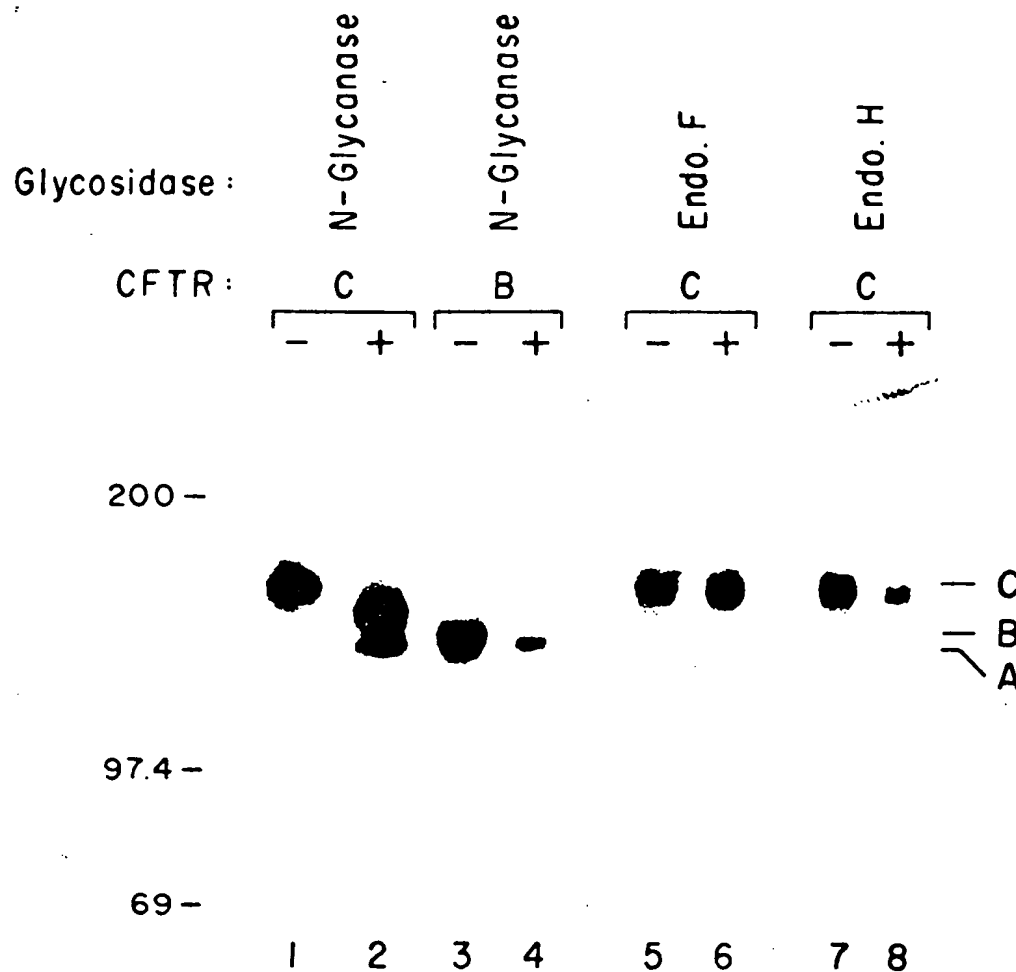 Glycosidase: N-Glycanase N-Glycanase Endo. F Endo. H
CFTR: C B C C
- + - + - + - +
200 -
C
B
A
97.4 -
69 -
1 2 3 4 5 6 7 8